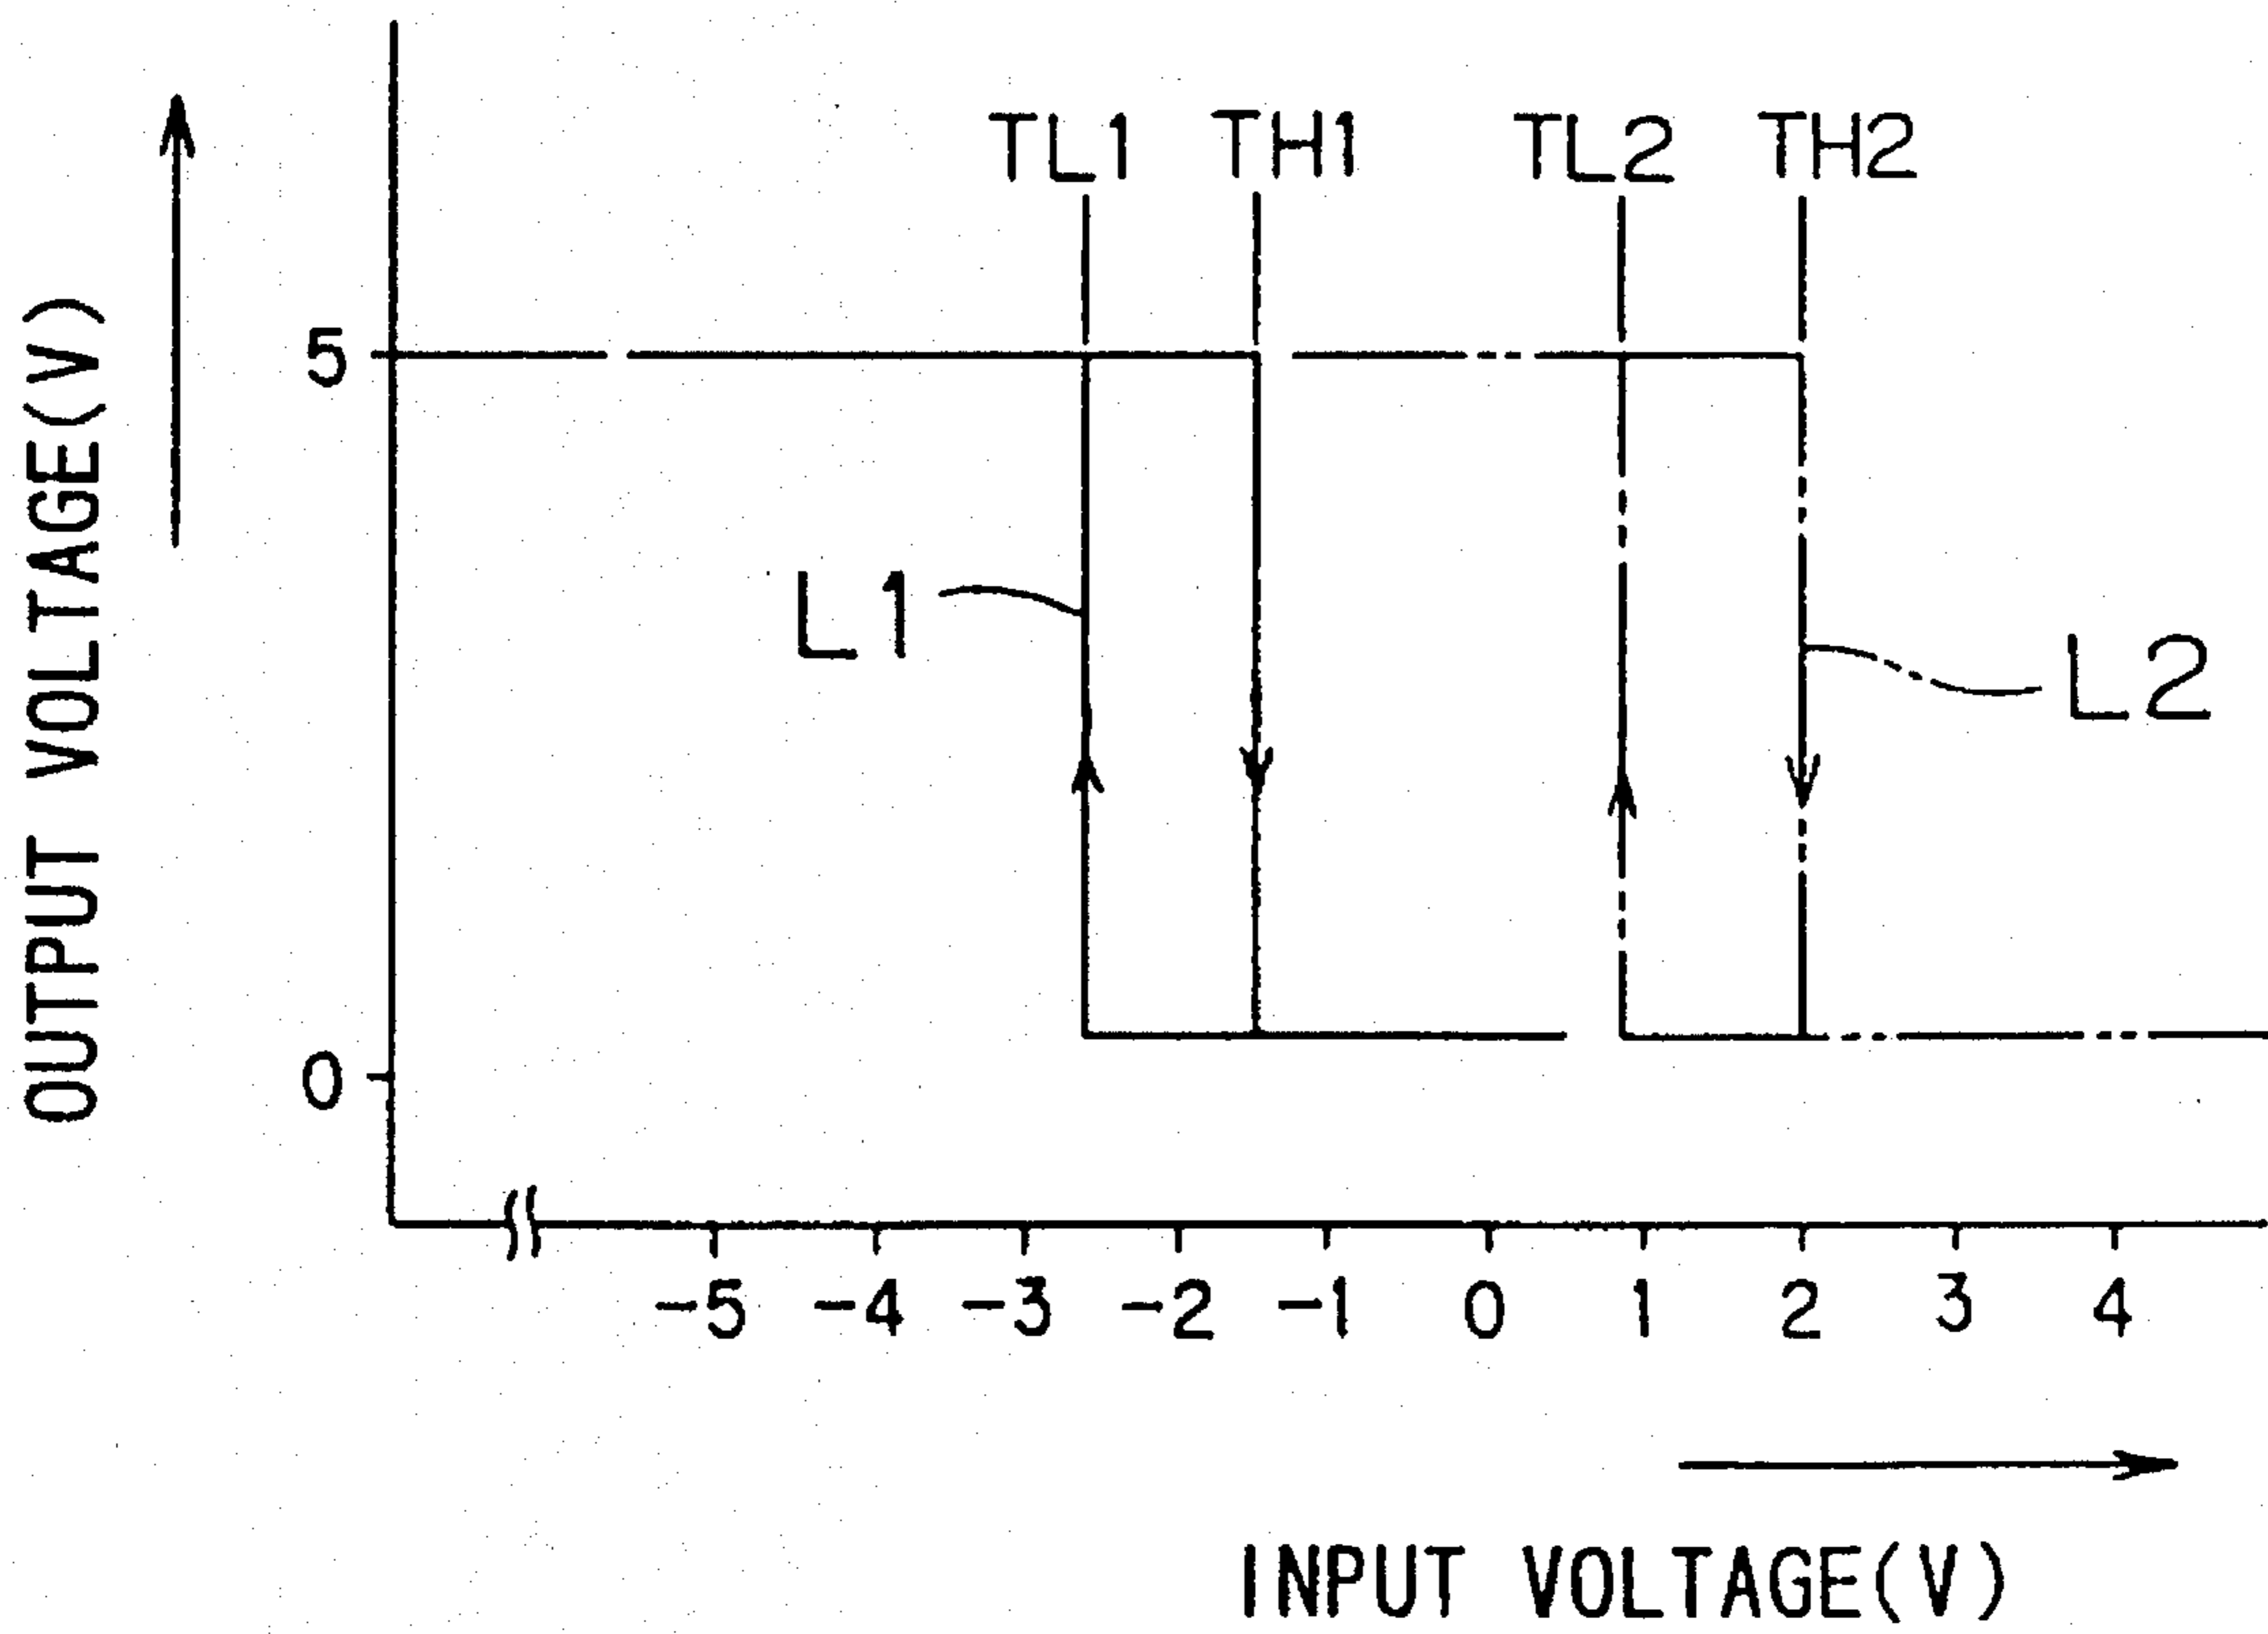 TL1 TH1 TL2 TH2
5
L1
L2
OUTPUT VOLTAGE(V)
0
-5 -4 -3 -2 -1 0 1 2 3 4
INPUT VOLTAGE(V)